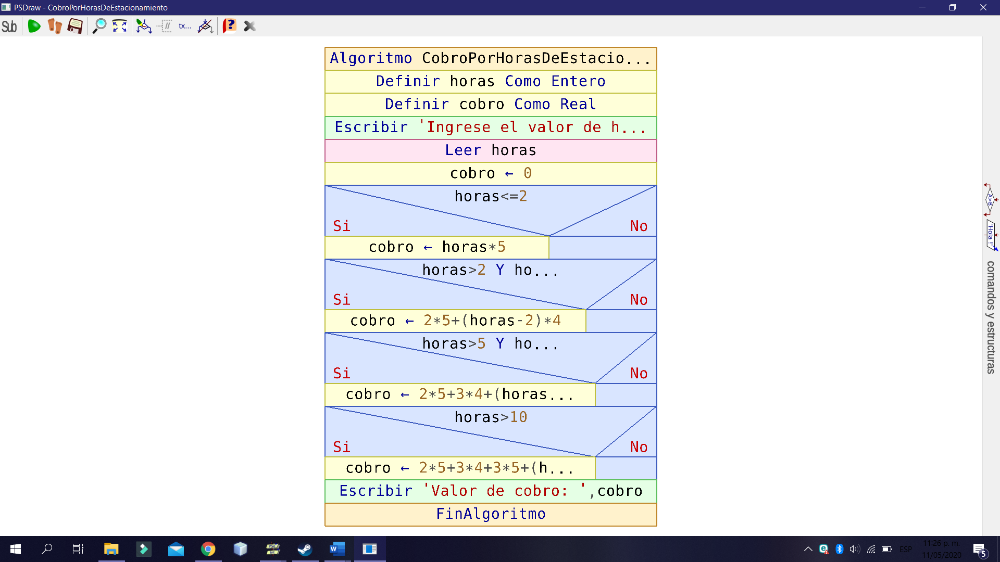 PSDraw - CobroPorHorasDeEstacionamiento
Sub
tx...
Algoritmo CobroPorHorasDeEstacio...
Definir horas Como Entero
Definir cobro Como Real
Escribir 'Ingrese el valor de h...
Leer horas
cobro ← 0
horas<=2
Si No
cobro ← horas*5
horas>2 Y ho...
Si No
cobro ← 2*5+(horas-2)*4
horas>5 Y ho...
Si No
cobro ← 2*5+3*4+(horas...
horas>10
Si No
cobro ← 2*5+3*4+3*5+(h...
Escribir 'Valor de cobro: ',cobro
FinAlgoritmo
A>B
'Hola !'
comandos y estructuras
ESP
11:26 p. m.
11/05/2020
5